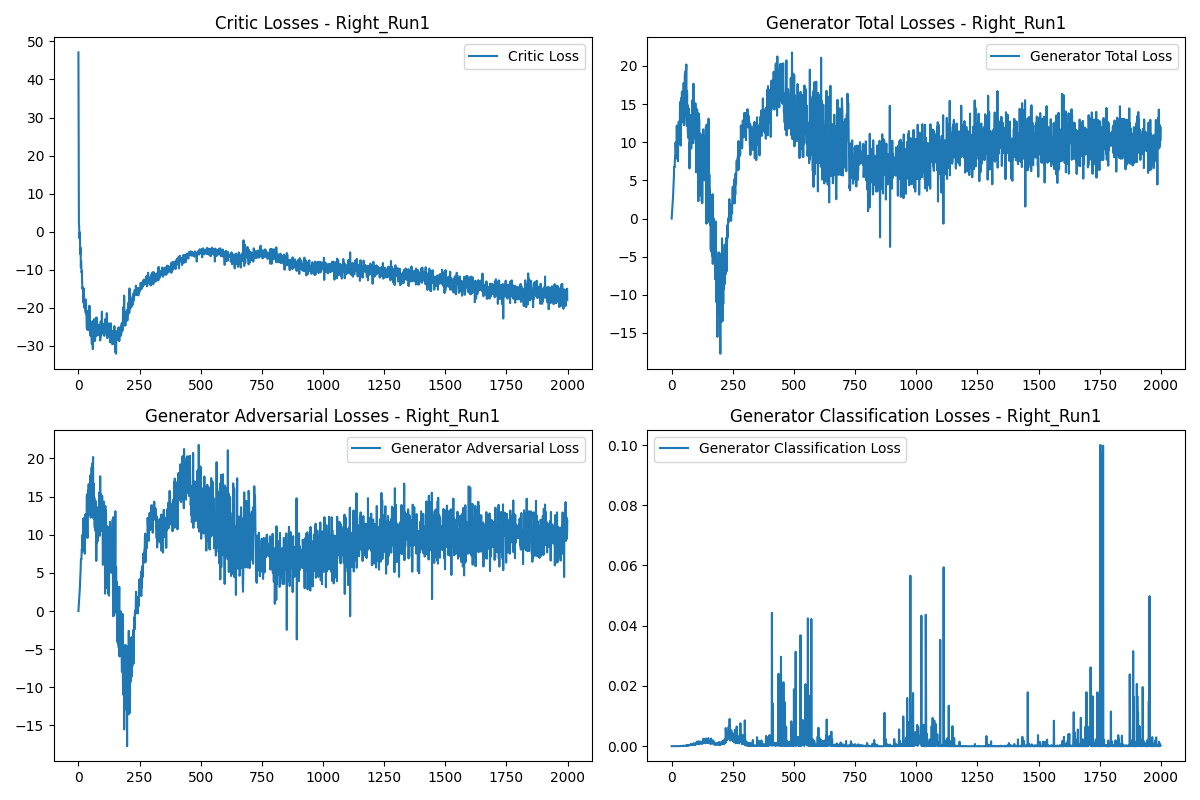 Critic Losses - Right_Run1
50
40
30
20
10
0
−10
−20
−30
0 250 500 750 1000 1250 1500 1750 2000
Critic Loss
Generator Total Losses - Right_Run1
20
15
10
5
0
−5
−10
−15
0 250 500 750 1000 1250 1500 1750 2000
Generator Total Loss
Generator Adversarial Losses - Right_Run1
20
15
10
5
0
−5
−10
−15
0 250 500 750 1000 1250 1500 1750 2000
Generator Adversarial Loss
Generator Classification Losses - Right_Run1
0.10
0.08
0.06
0.04
0.02
0.00
0 250 500 750 1000 1250 1500 1750 2000
Generator Classification Loss